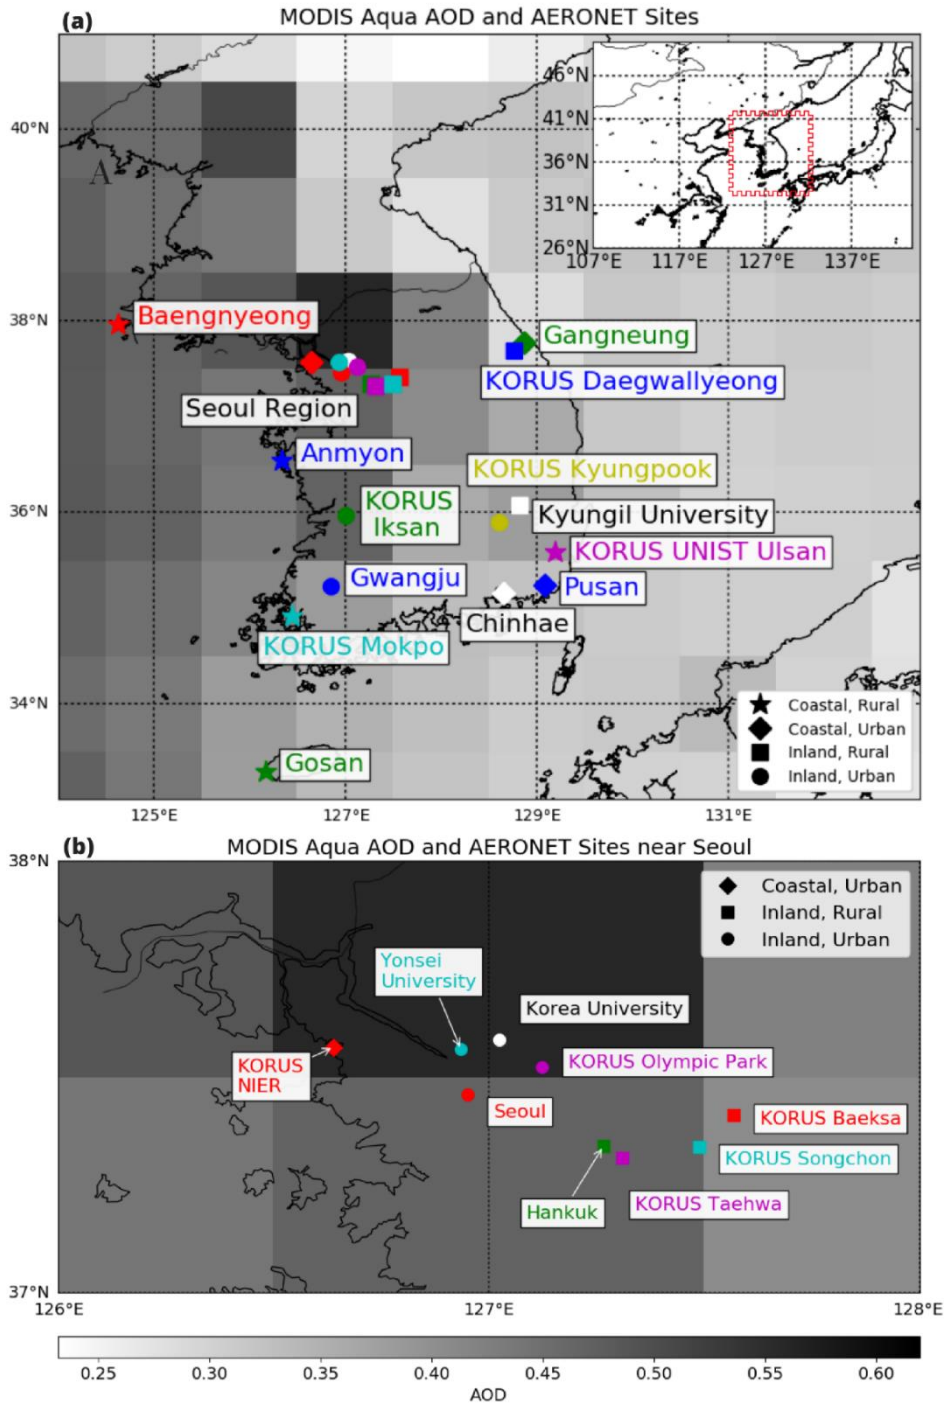 (a)
MODIS Aqua AOD and AERONET Sites
46°N
41°N
36°N
31°N
26°N
107°E 117°E 127°E 137°E
40°N
38°N
36°N
34°N
A
Baengnyeong
Gangneung
KORUS Daegwallyeong
Seoul Region
Anmyon
KORUS Kyungpook
KORUS
Iksan
Kyungil University
KORUS UNIST Ulsan
Gwangju
Pusan
Chinhae
KORUS Mokpo
Gosan
Coastal, Rural
Coastal, Urban
Inland, Rural
Inland, Urban
125°E 127°E 129°E 131°E
(b)
MODIS Aqua AOD and AERONET Sites near Seoul
38°N
Coastal, Urban
Inland, Rural
Inland, Urban
Yonsei
University
Korea University
KORUS
NIER
KORUS Olympic Park
Seoul
KORUS Baeksa
KORUS Songchon
Hankuk
KORUS Taehwa
37°N
126°E 127°E 128°E
0.25 0.30 0.35 0.40 0.45 0.50 0.55 0.60
AOD